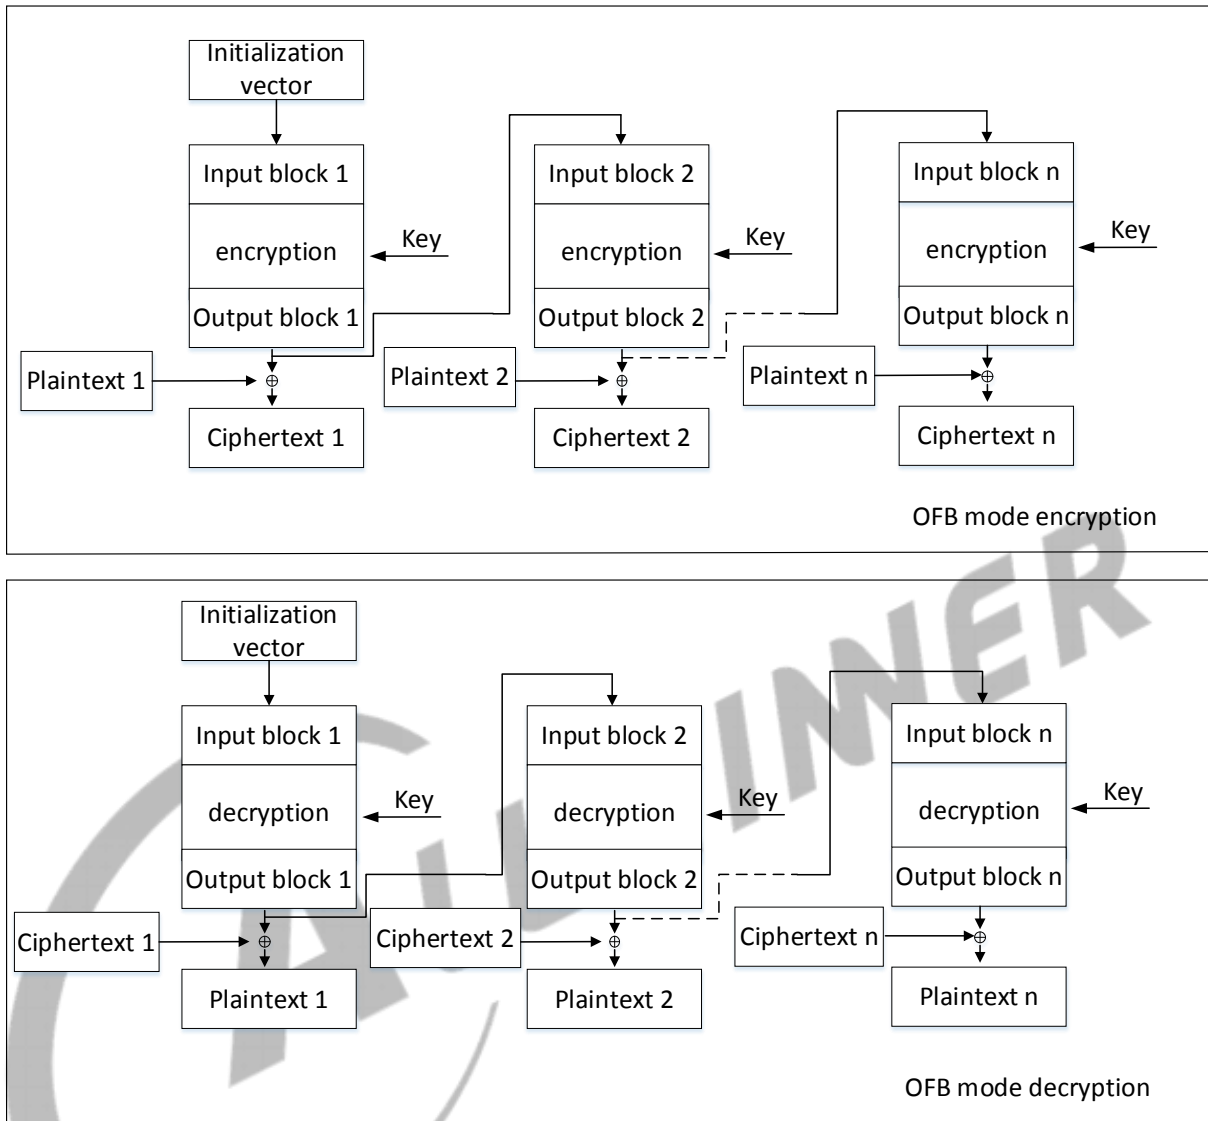 Initialization
vector
Input block 1
Input block 2
Input block n
encryption
Key
encryption
Key
encryption
Key
Output block 1
Output block 2
Output block n
Plaintext 1
Plaintext 2
Plaintext n
Ciphertext 1
Ciphertext 2
Ciphertext n
OFB mode encryption
Initialization
vector
Input block 1
Input block 2
Input block n
decryption
Key
decryption
Key
decryption
Key
Output block 1
Output block 2
Output block n
Ciphertext 1
Ciphertext 2
Ciphertext n
Plaintext 1
Plaintext 2
Plaintext n
OFB mode decryption
ALLWINNER